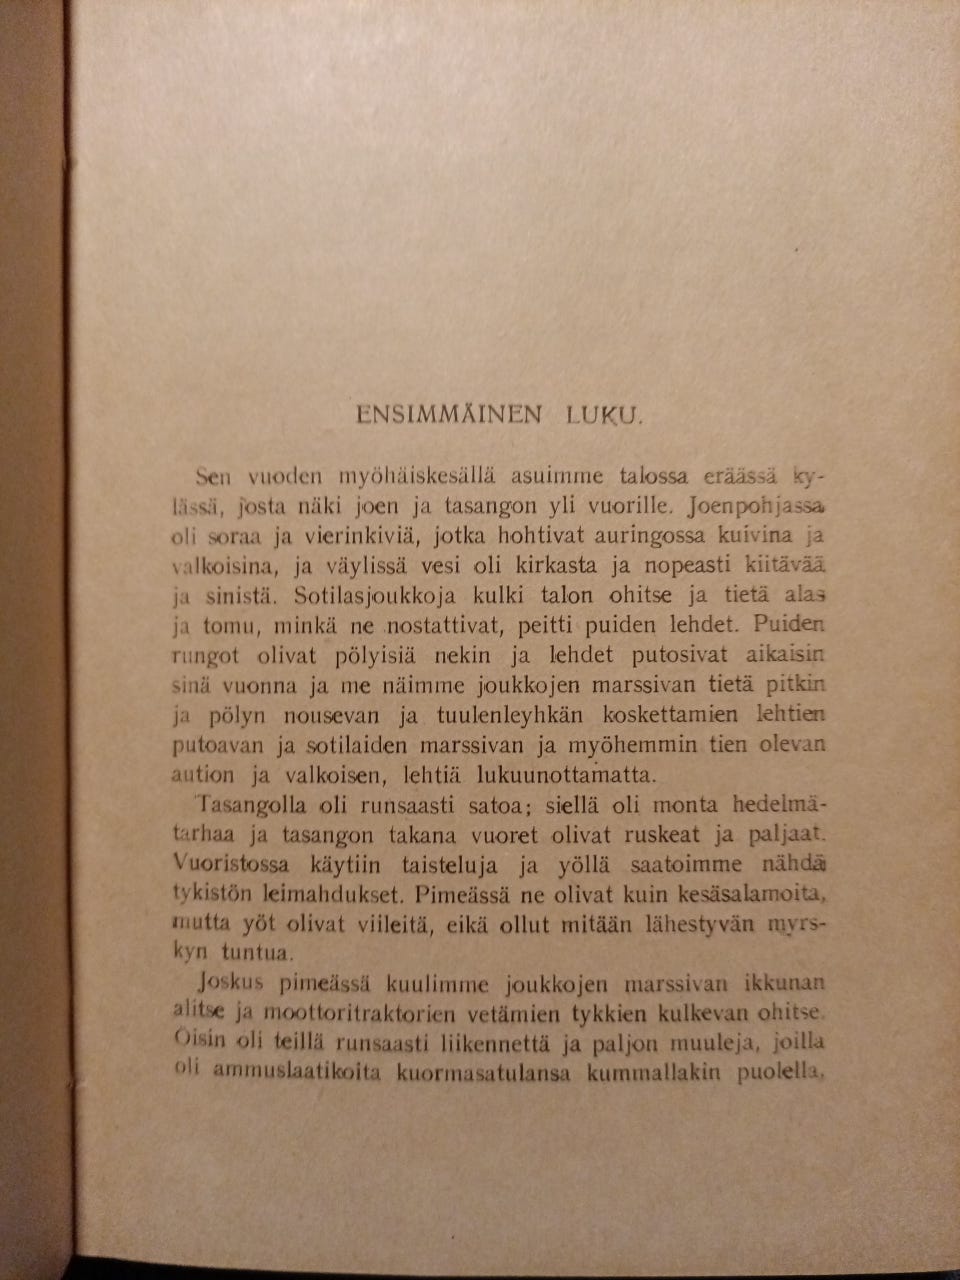 ENSIMMÄINEN LUKU.
Sen vuoden myöhäiskesällä asuimme talossa eräässä ky-
lässä, josta näki joen ja tasangon yli vuorille. Joenpohjassa
oli soraa ja vierinkiviä, jotka hohtivat auringossa kuivina ja
valkoisina, ja väylissä vesi oli kirkasta ja nopeasti kiitävää
ja sinistä. Sotilasjoukkoja kulki talon ohitse ja tietä alas
ja tomu, minkä ne nostattivat, peitti puiden lehdet. Puiden
rungot olivat pölyisiä nekin ja lehdet putosivat aikaisin
sinä vuonna ja me näimme joukkojen marssivan tietä pitkin
ja pölyn nousevan ja tuulenleyhkän koskettamien lehtien
putoavan ja sotilaiden marssivan ja myöhemmin tien olevan
aution ja valkoisen, lehtiä lukuunottamatta.
Tasangolla oli runsaasti satoa; siellä oli monta hedelmä-
tarhaa ja tasangon takana vuoret olivat ruskeat ja paljaat.
Vuoristossa käytiin taisteluja ja yöllä saatoimme nähdä
tykistön leimahdukset. Pimeässä ne olivat kuin kesäsalamoita,
mutta yöt olivat viileitä, eikä ollut mitään lähestyvän myrs-
kyn tuntua.
Joskus pimeässä kuulimme joukkojen marssivan ikkunan
alitse ja moottoritraktorien vetämien tykkien kulkevan ohitse.
Öisin oli teillä runsaasti liikennettä ja paljon muuleja, joilla
oli ammuslaatikoita kuormasatulansa kummallakin puolella,